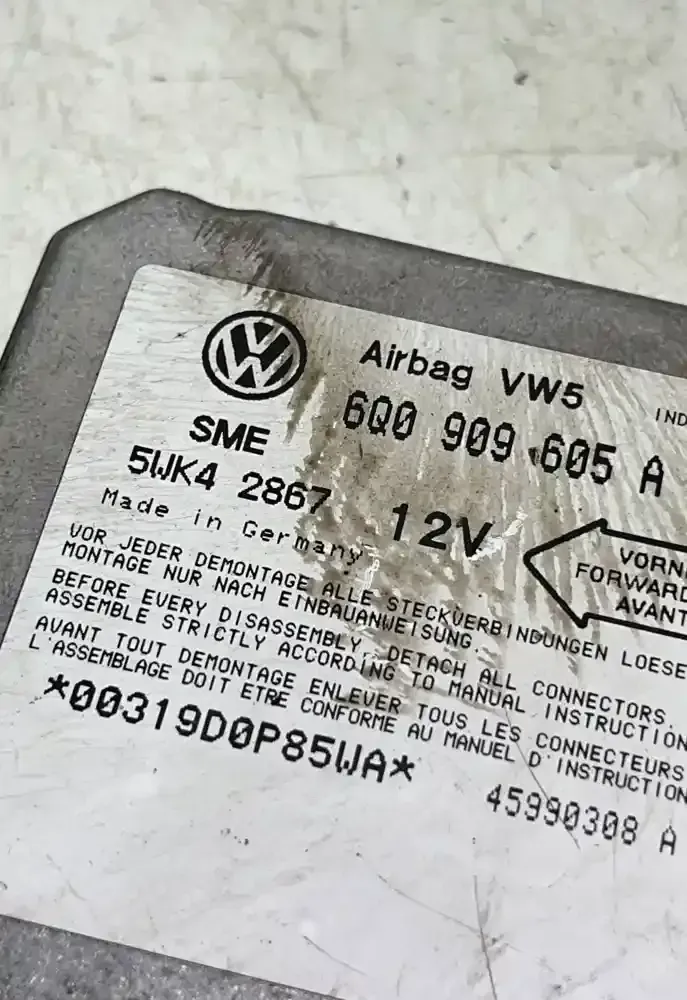 Airbag VW5
6Q0 909 605 A
IND
SME
5WK4 2867
12V
Made in Germany
VORN
FORWARD
AVANT
VOR JEDER DEMONTAGE ALLE STECKVERBINDUNGEN LOESE
MONTAGE NUR NACH EINBAUANWEISUNG.
BEFORE EVERY DISASSEMBLY, DETACH ALL CONNECTORS.
ASSEMBLE STRICTLY ACCORDING TO MANUAL INSTRUCTION
AVANT TOUT DEMONTAGE ENLEVER TOUS LES CONNECTEURS
L'ASSEMBLAGE DOIT ETRE CONFORME AU MANUEL D'INSTRUCTION
*00319D0P85WA*
45990308 A